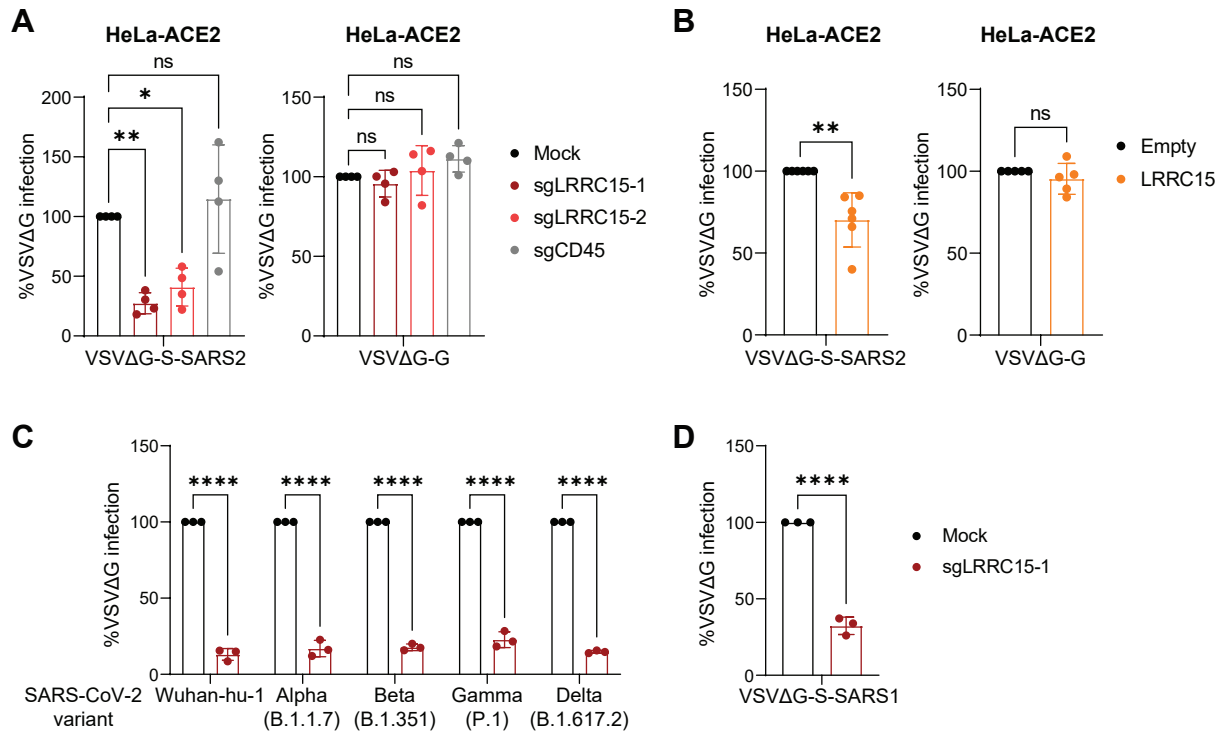 A
HeLa-ACE2
HeLa-ACE2
%VSVΔG infection
200
150
100
50
0
ns
*
**
VSVΔG-S-SARS2
%VSVΔG infection
150
100
50
0
ns
ns
ns
VSVΔG-G
Mock
sgLRRC15-1
sgLRRC15-2
sgCD45
B
HeLa-ACE2
HeLa-ACE2
%VSVΔG infection
150
100
50
0
**
VSVΔG-S-SARS2
%VSVΔG infection
150
100
50
0
ns
VSVΔG-G
Empty
LRRC15
C
%VSVΔG infection
150
100
50
0
**** **** **** **** ****
SARS-CoV-2 variant
Wuhan-hu-1
Alpha (B.1.1.7)
Beta (B.1.351)
Gamma (P.1)
Delta (B.1.617.2)
D
%VSVΔG infection
150
100
50
0
****
VSVΔG-S-SARS1
Mock
sgLRRC15-1